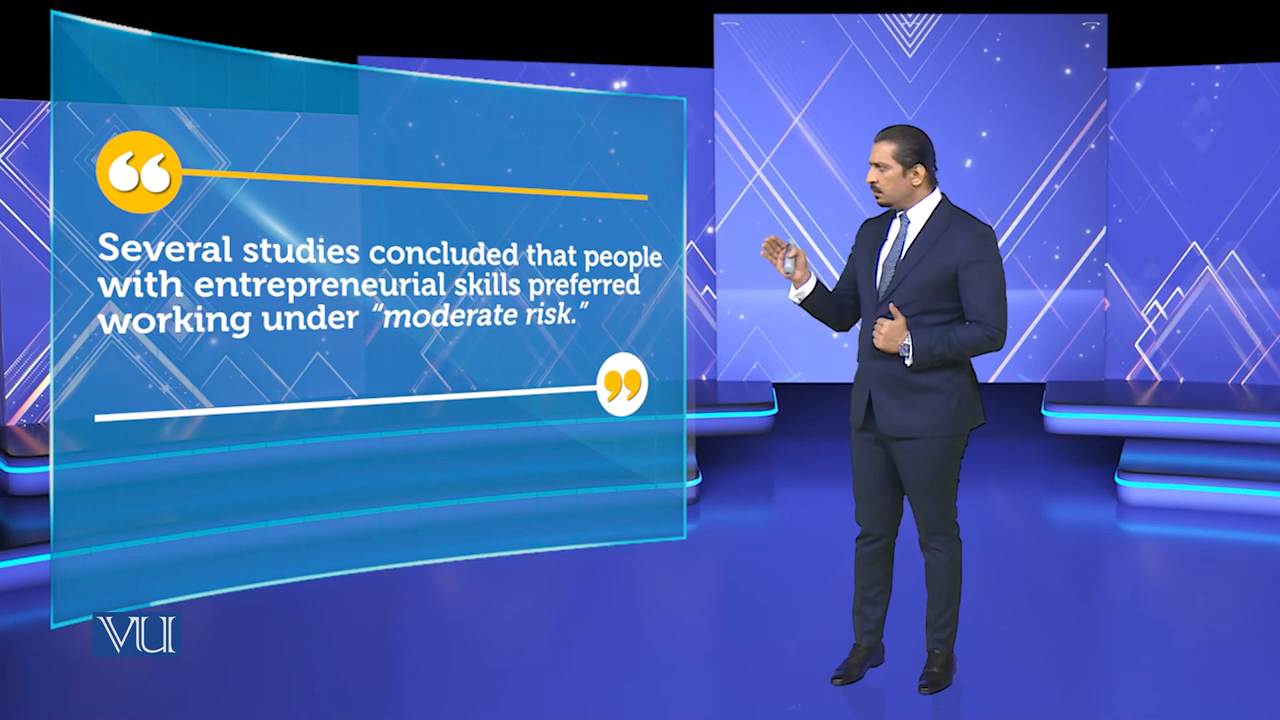 Several studies concluded that people
with entrepreneurial skills preferred
working under “moderate risk.”
VU